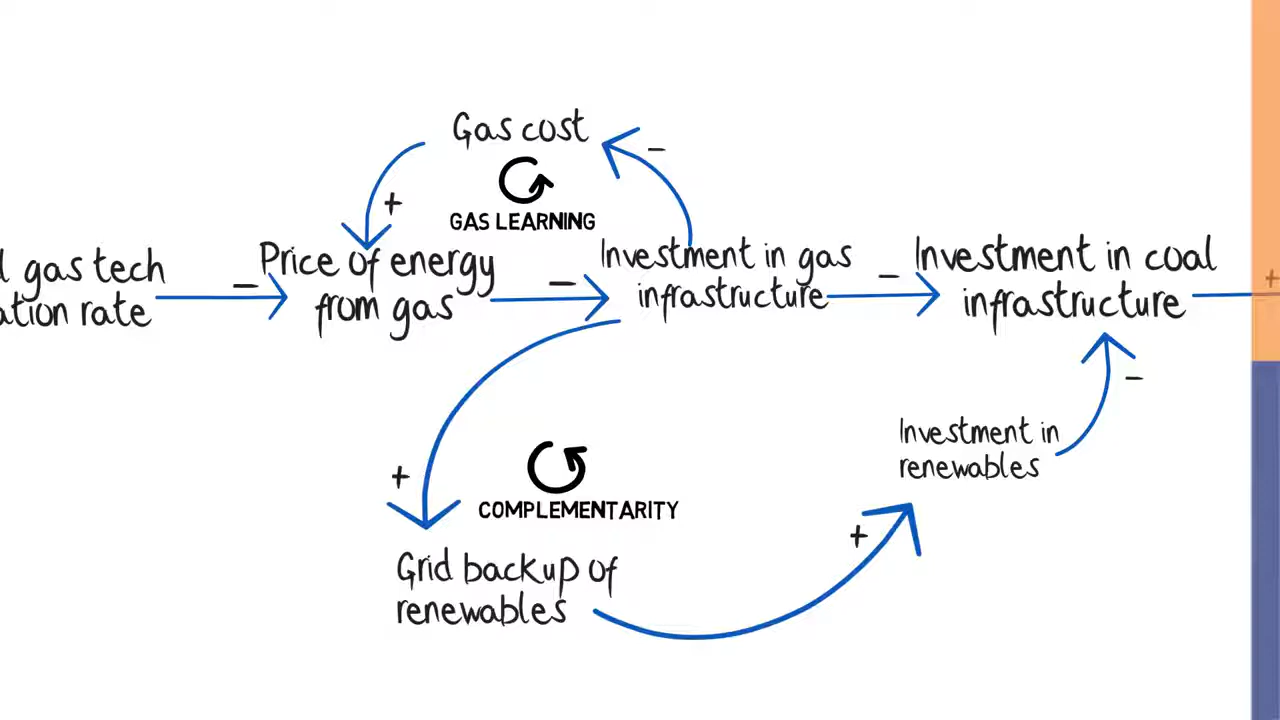 Gas cost
−
+
GAS LEARNING
gas tech
rate
−
Price of energy
from gas
−
Investment in gas
infrastructure
−
Investment in coal
infrastructure
+
−
Investment in
renewables
+
COMPLEMENTARITY
+
Grid backup of
renewables